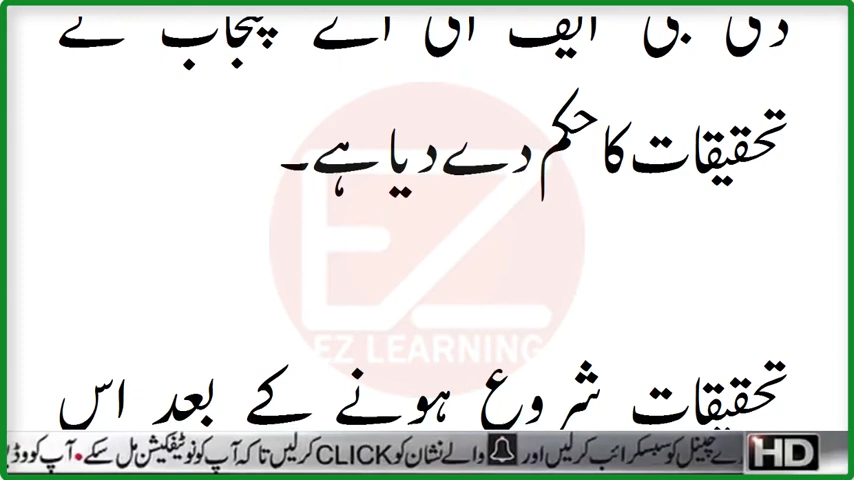 ڈی جی ایف آئی اے پنجاب نے
تحقیقات کا حکم دے دیا ہے۔
EZ
EZ LEARNING
تحقیقات شروع ہونے کے بعد اس
ے چینل کو سبسکرائب کرلیں اور والے نشان کو CLICK کرلیں تاکہ آپ کو نوٹیفکیشن مل سکے • آپ کو
HD